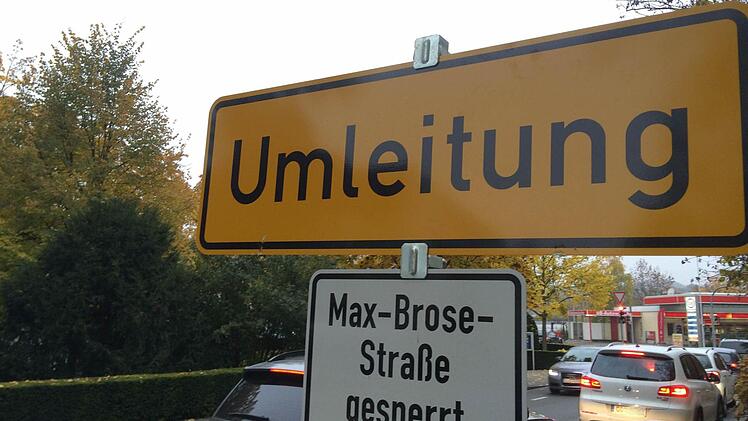 Umleitung
Max-Brose-
Straße
gesperrt